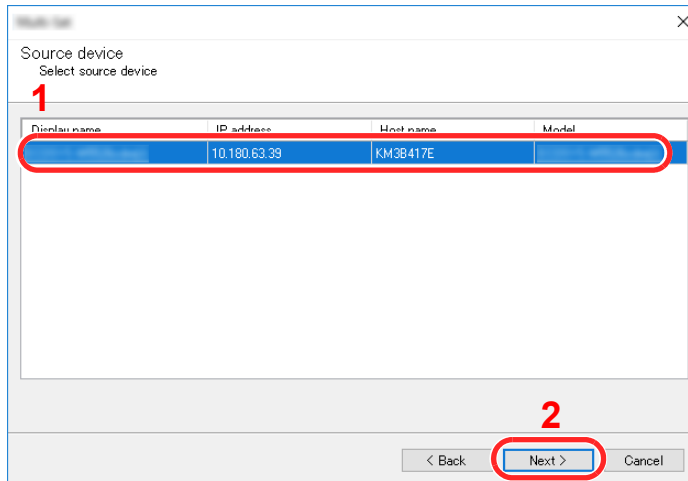 Source device
Select source device
1
Display name IP address Host name Model
10.180.63.39 KM3B417E
2
< Back Next > Cancel